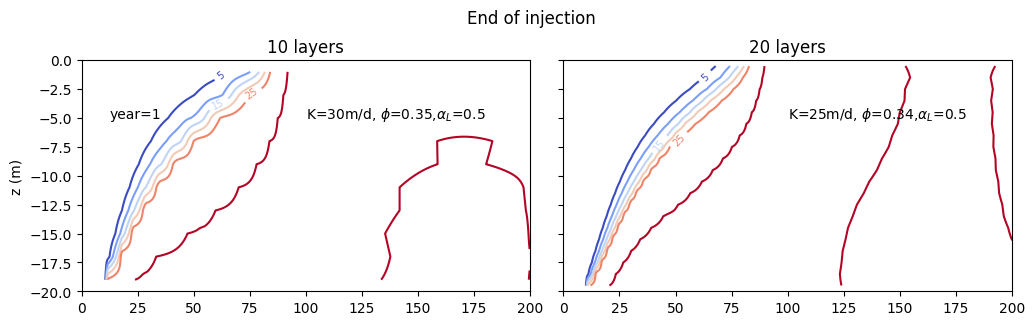 End of injection
10 layers
20 layers
z (m)
0.0
−2.5
−5.0
−7.5
−10.0
−12.5
−15.0
−17.5
−20.0
year=1
K=30m/d, ϕ=0.35,α_L=0.5
5
15
25
0 25 50 75 100 125 150 175 200
K=25m/d, ϕ=0.34,α_L=0.5
5
15
25
0 25 50 75 100 125 150 175 200